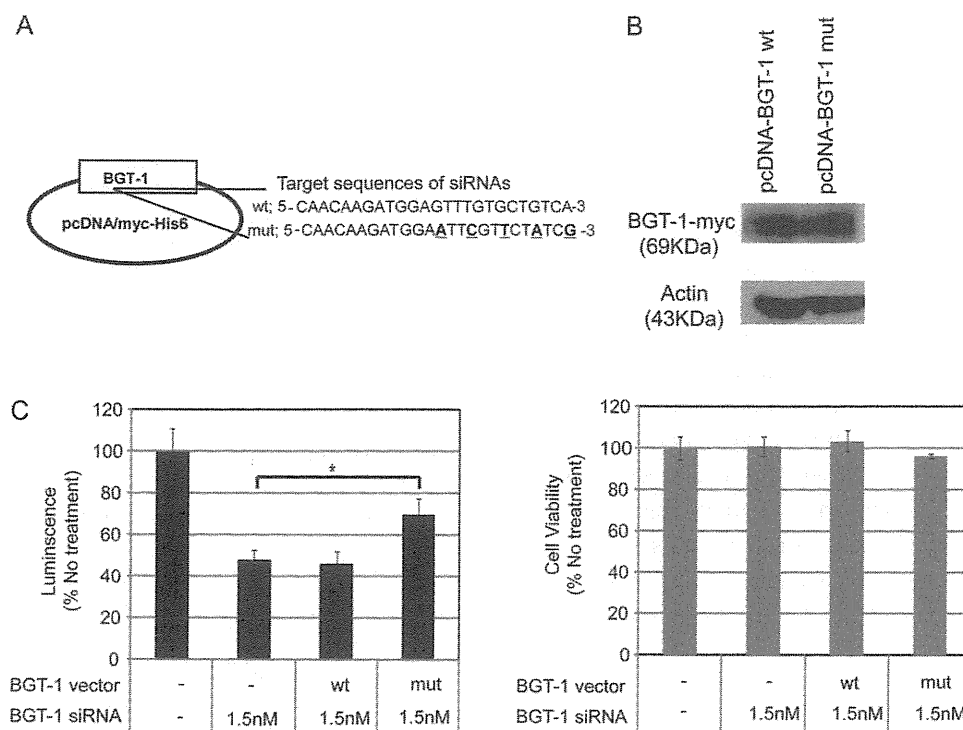 A
BGT-1
pcDNA/myc-His6
Target sequences of siRNAs
wt; 5-CAACAAGATGGAGTTTGTGCTGTCA-3
mut; 5-CAACAAGATGGAATTCGTTCTATCG -3
B
pcDNA-BGT-1 wt
pcDNA-BGT-1 mut
BGT-1-myc
(69KDa)
Actin
(43KDa)
C
Luminscence
(% No treatment)
120
100
80
60
40
20
0
*
BGT-1 vector - - wt mut
BGT-1 siRNA - 1.5nM 1.5nM 1.5nM
Cell Viability
(% No treatment)
120
100
80
60
40
20
0
BGT-1 vector - - wt mut
BGT-1 siRNA - 1.5nM 1.5nM 1.5nM